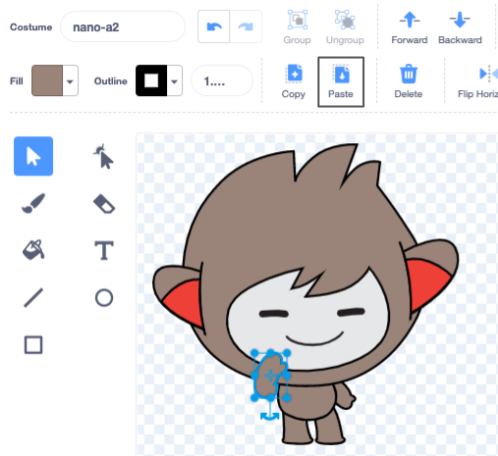 Costume nano-a2
Group Ungroup Forward Backward
Fill Outline 1....
Copy Paste Delete Flip Horiz
T